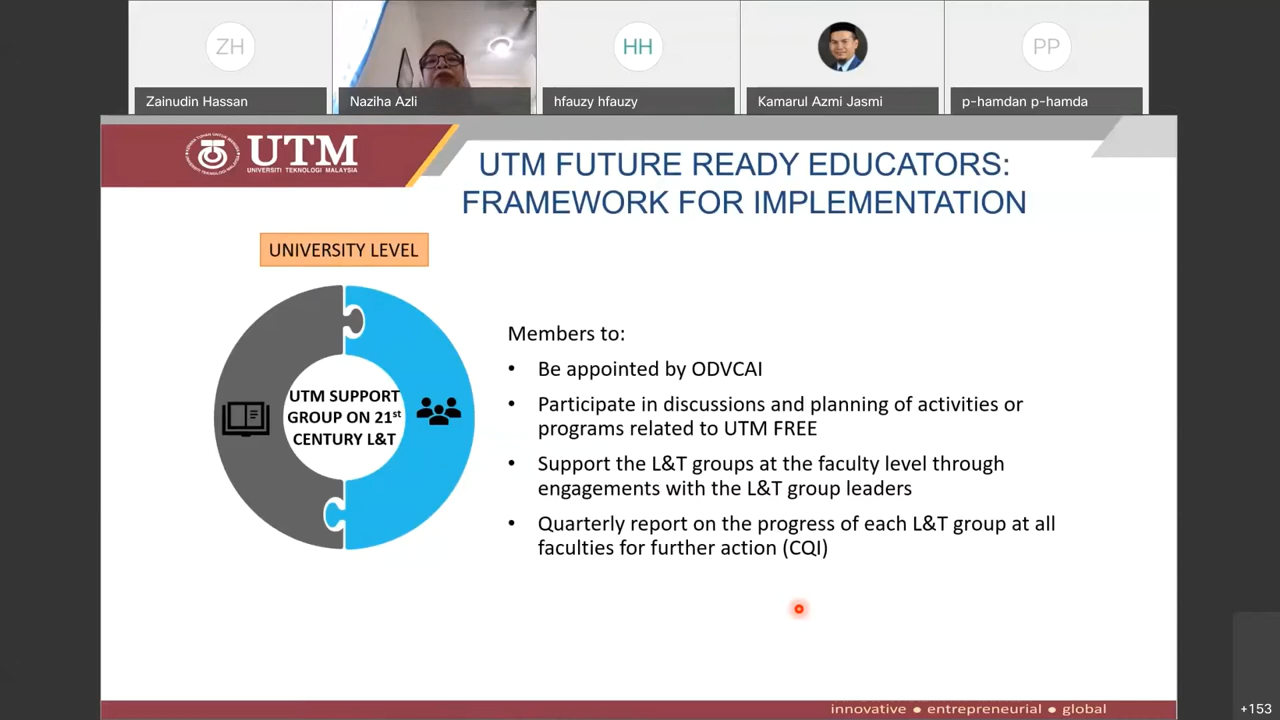 ZH
HH
PP
Zainudin Hassan
Naziha Azli
hfauzy hfauzy
Kamarul Azmi Jasmi
p-hamdan p-hamda
UTM
UNIVERSITI TEKNOLOGI MALAYSIA
UTM FUTURE READY EDUCATORS:
FRAMEWORK FOR IMPLEMENTATION
UNIVERSITY LEVEL
UTM SUPPORT
GROUP ON 21st
CENTURY L&T
Members to:
• Be appointed by ODVCAI
• Participate in discussions and planning of activities or
programs related to UTM FREE
• Support the L&T groups at the faculty level through
engagements with the L&T group leaders
• Quarterly report on the progress of each L&T group at all
faculties for further action (CQI)
innovative ● entrepreneurial ● global
+153